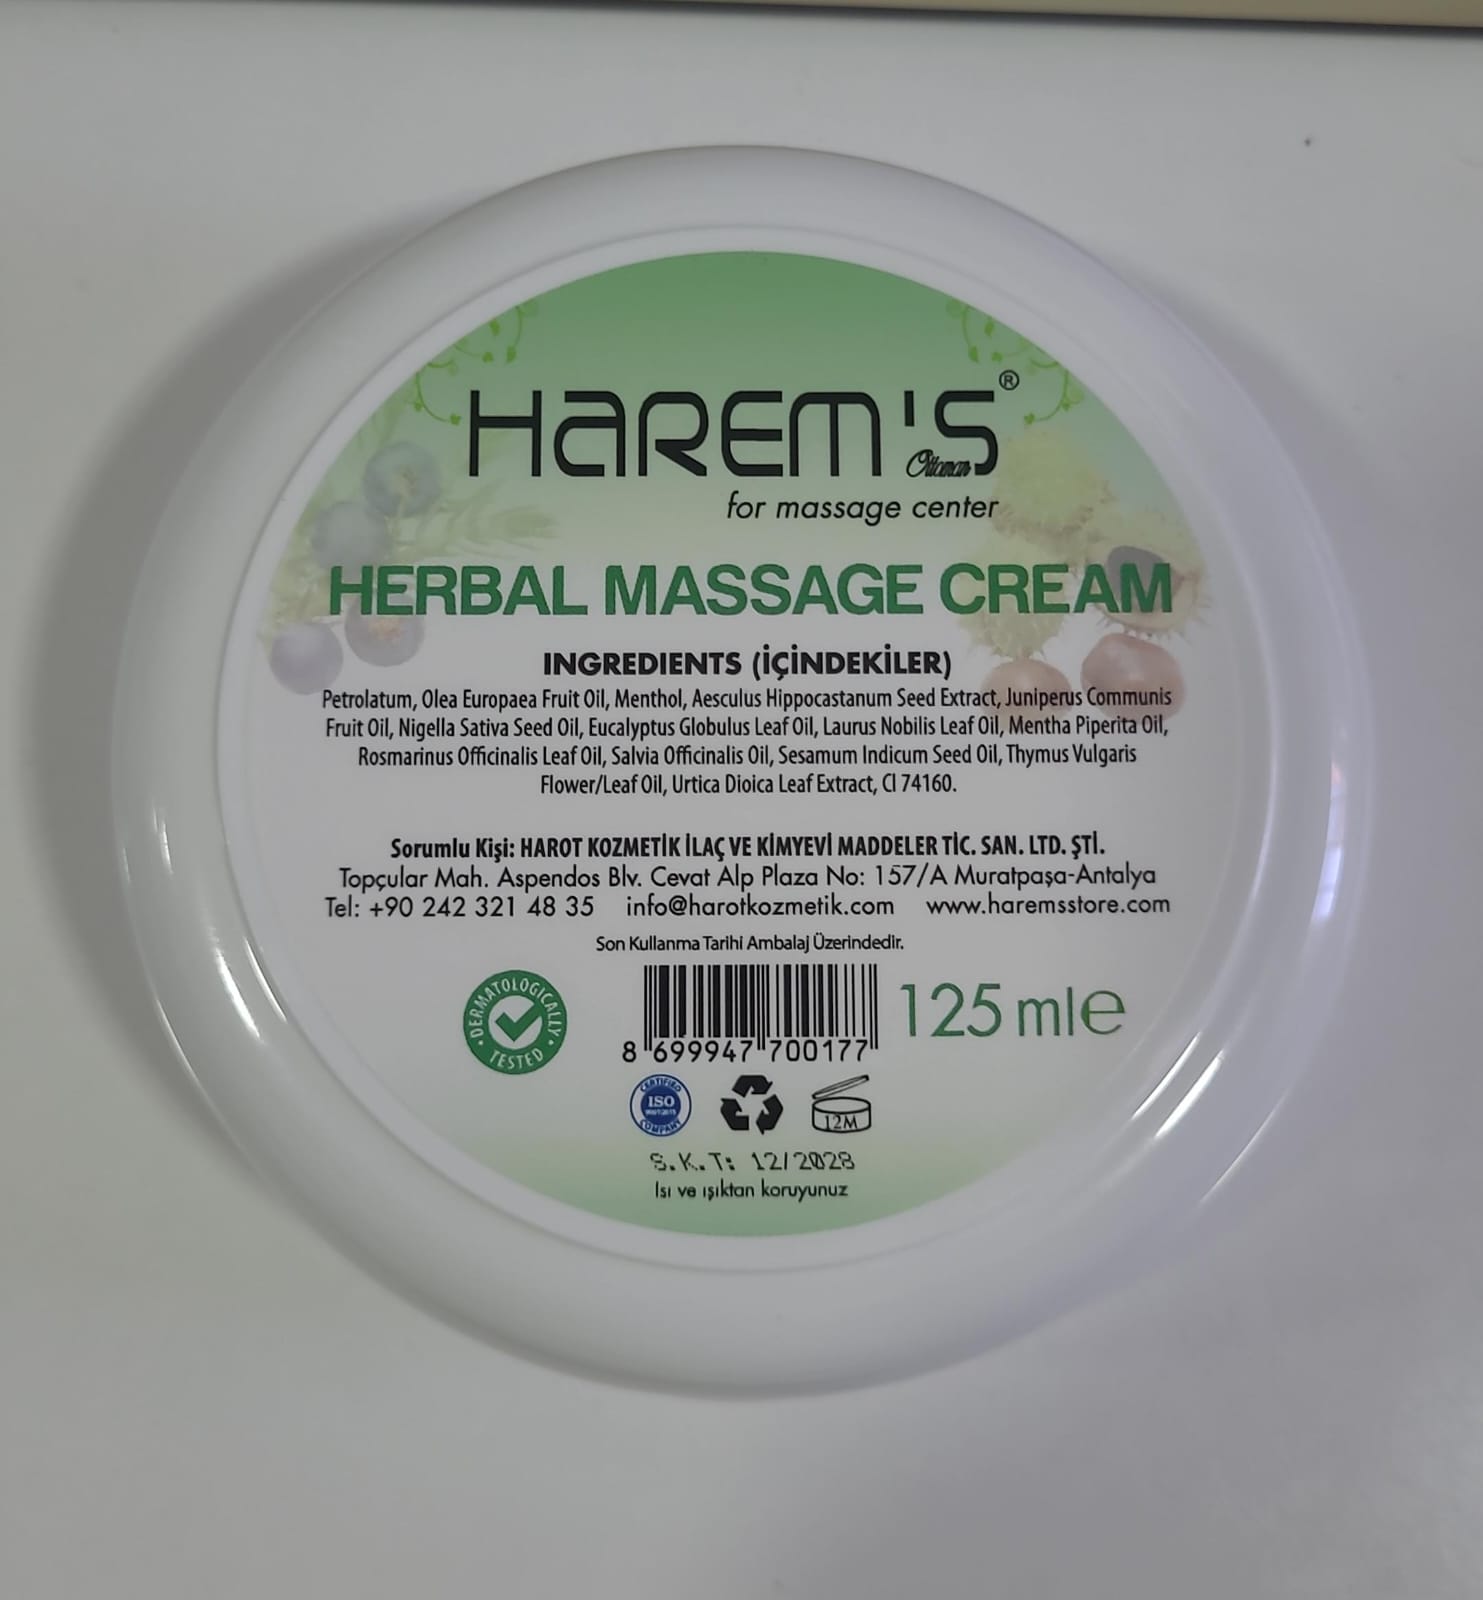 HAREM'S®
Ottoman
for massage center
HERBAL MASSAGE CREAM
INGREDIENTS (İÇİNDEKİLER)
Petrolatum, Olea Europaea Fruit Oil, Menthol, Aesculus Hippocastanum Seed Extract, Juniperus Communis
Fruit Oil, Nigella Sativa Seed Oil, Eucalyptus Globulus Leaf Oil, Laurus Nobilis Leaf Oil, Mentha Piperita Oil,
Rosmarinus Officinalis Leaf Oil, Salvia Officinalis Oil, Sesamum Indicum Seed Oil, Thymus Vulgaris
Flower/Leaf Oil, Urtica Dioica Leaf Extract, CI 74160.
Sorumlu Kişi: HAROT KOZMETİK İLAÇ VE KİMYEVİ MADDELER TİC. SAN. LTD. ŞTİ.
Topçular Mah. Aspendos Blv. Cevat Alp Plaza No: 157/A Muratpaşa-Antalya
Tel: +90 242 321 48 35 info@harotkozmetik.com www.haremsstore.com
Son Kullanma Tarihi Ambalaj Üzerindedir.
DERMATOLOGICALLY TESTED
8 699947 700177
125 ml e
CERTIFIED ISO 9001:2015 COMPANY
12M
S.K.T: 12/2028
Isı ve ışıktan koruyunuz